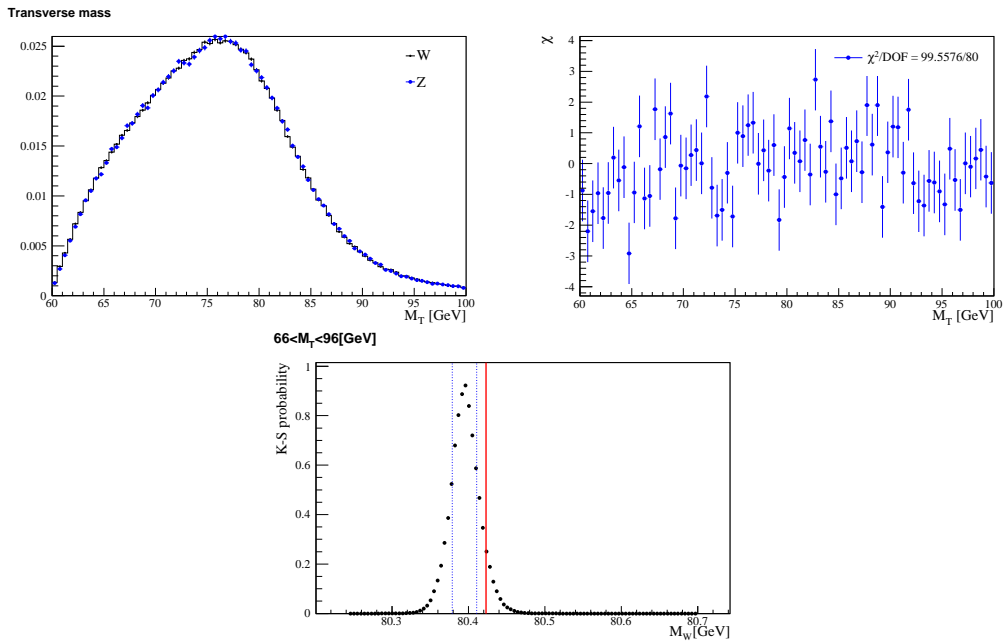 Transverse mass
0.025
0.02
0.015
0.01
0.005
0
W
Z
60 65 70 75 80 85 90 95 100
M_T [GeV]
χ
4
3
2
1
0
-1
-2
-3
-4
χ²/DOF = 99.5576/80
60 65 70 75 80 85 90 95 100
M_T [GeV]
66<M_T<96[GeV]
K-S probability
1
0.8
0.6
0.4
0.2
0
80.3 80.4 80.5 80.6 80.7
M_W[GeV]